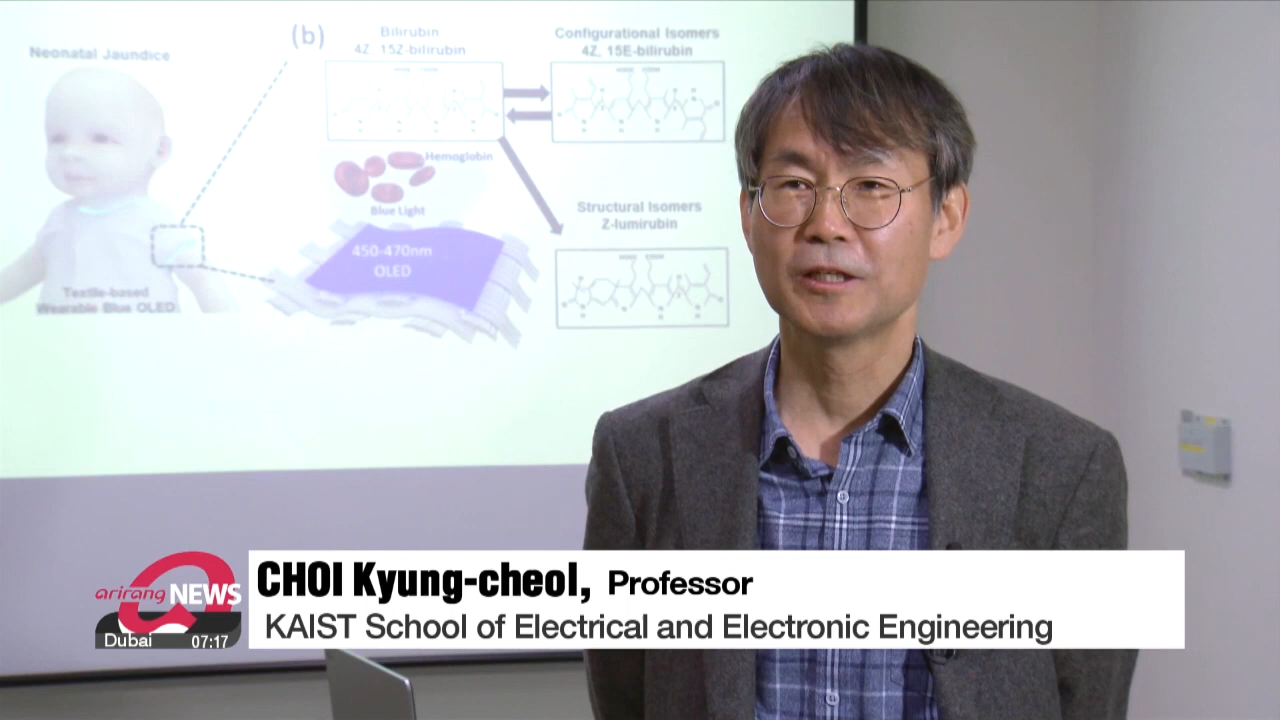 (b)
Neonatal Jaundice
Bilirubin
4Z, 15Z-bilirubin
Configurational Isomers
4Z, 15E-bilirubin
Hemoglobin
Blue Light
450-470nm
OLED
Structural Isomers
Z-lumirubin
Textile-based
Wearable Blue OLED
arirang NEWS
Dubai 07:17
CHOI Kyung-cheol, Professor
KAIST School of Electrical and Electronic Engineering